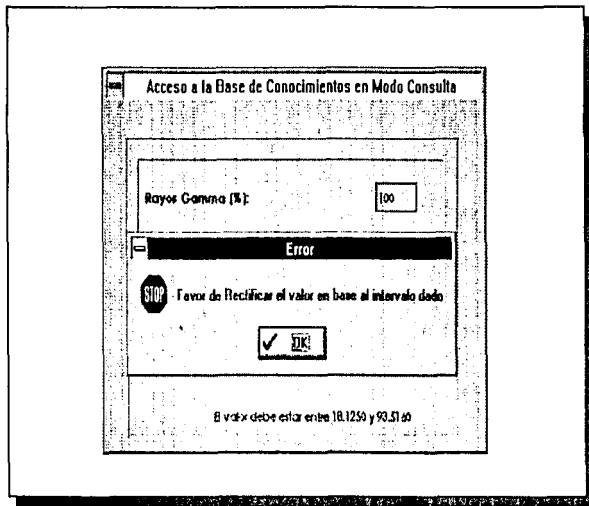 Acceso a la Base de Conocimientos en Modo Consulta
Rayos Gamma (%):
100
Error
STOP
Favor de Rectificar el valor en base al intervalo dado
OK
El valor debe estar entre 18.1250 y 93.5160